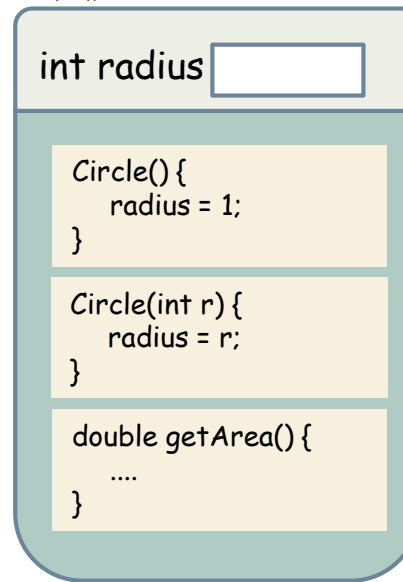 int radius
Circle() {
radius = 1;
}
Circle(int r) {
radius = r;
}
double getArea() {
....
}